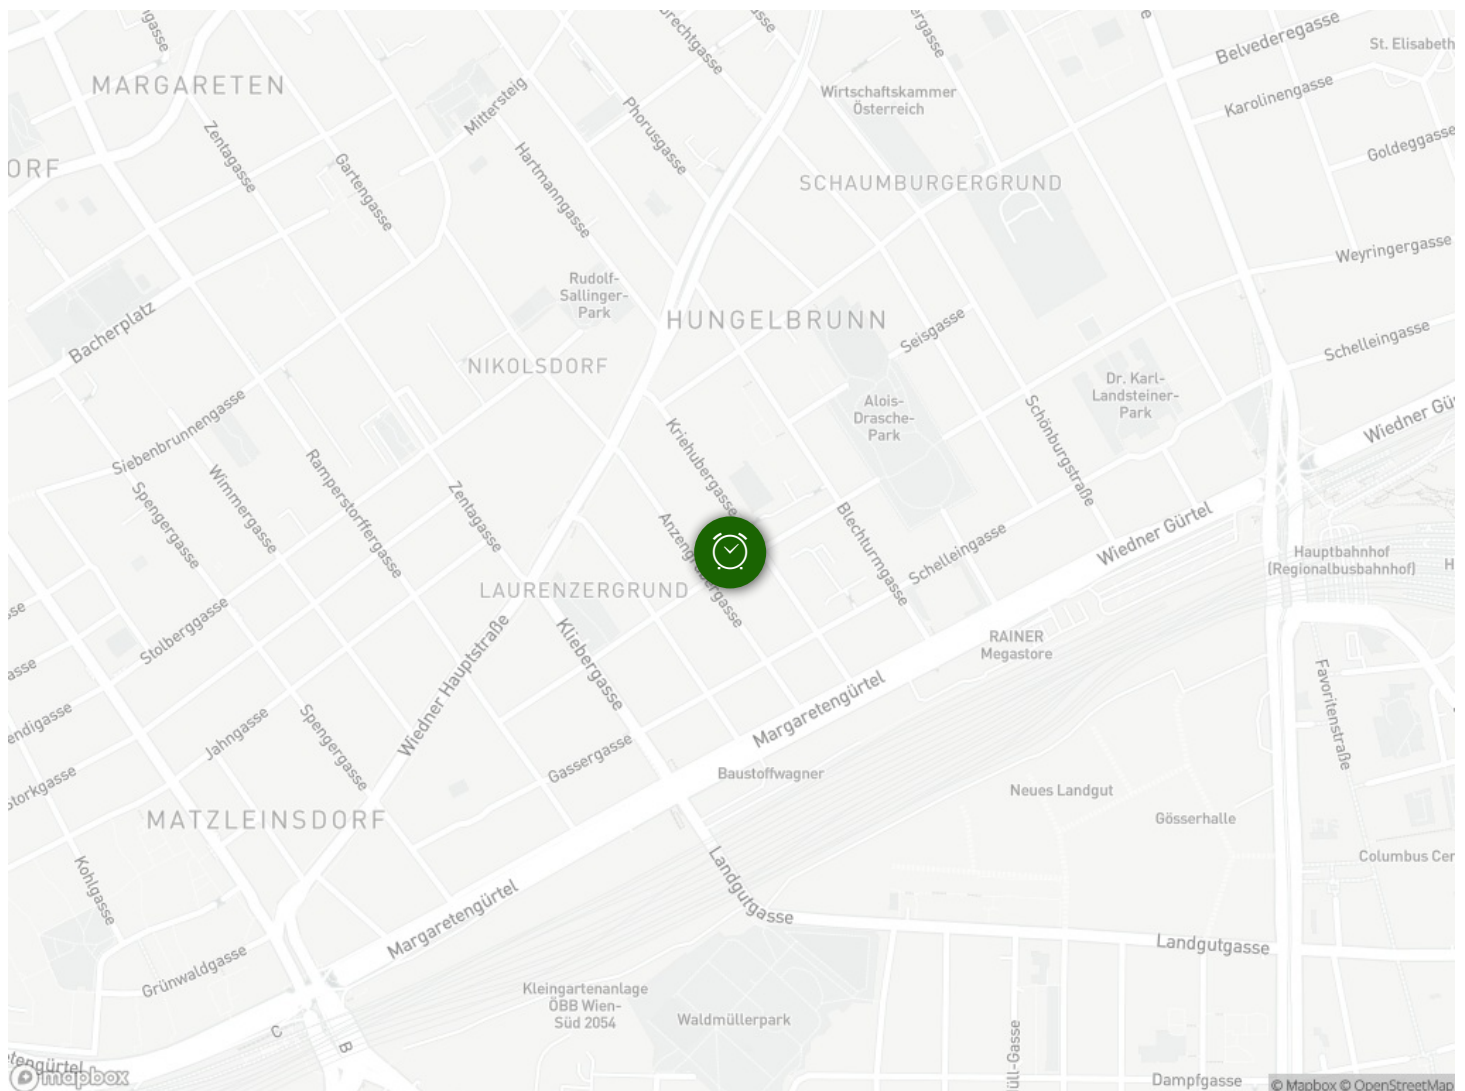 Belvederegasse
St. Elisabeth
MARGARETEN
Mittersteig
Wirtschaftskammer
Österreich
Karolinengasse
Phorusgasse
Zentagasse
Gartengasse
Hartmanngasse
Goldeggasse
SCHAUMBURGERGRUND
Weyringergasse
Rudolf-
Sallinger-
Park
Bacherplatz
HUNGELBRUNN
Seisgasse
Schelleingasse
NIKOLSDORF
Dr. Karl-
Landsteiner-
Park
Alois-
Drasche-
Park
Siebenbrunnengasse
Kriehubergasse
Schönburgstraße
Spengergasse
Wimmergasse
Ramperstorffergasse
Zentagasse
Blechturmgasse
Schelleingasse
Wiedner Gürtel
Hauptbahnhof
(Regionalbusbahnhof)
LAURENZERGRUND
Stolberggasse
Wiedner Hauptstraße
Kliebergasse
RAINER
Megastore
Margaretengürtel
Favoritenstraße
Jahngasse
Spengergasse
Gassergasse
Baustoffwagner
Neues Landgut
Gösserhalle
MATZLEINSDORF
Columbus Cer
Kohlgasse
Landgutgasse
Margaretengürtel
Landgutgasse
Grünwaldgasse
Kleingartenanlage
ÖBB Wien-
Süd 2054
Waldmüllerpark
C
B
Dampfgasse
mapbox
© Mapbox © OpenStreetMap